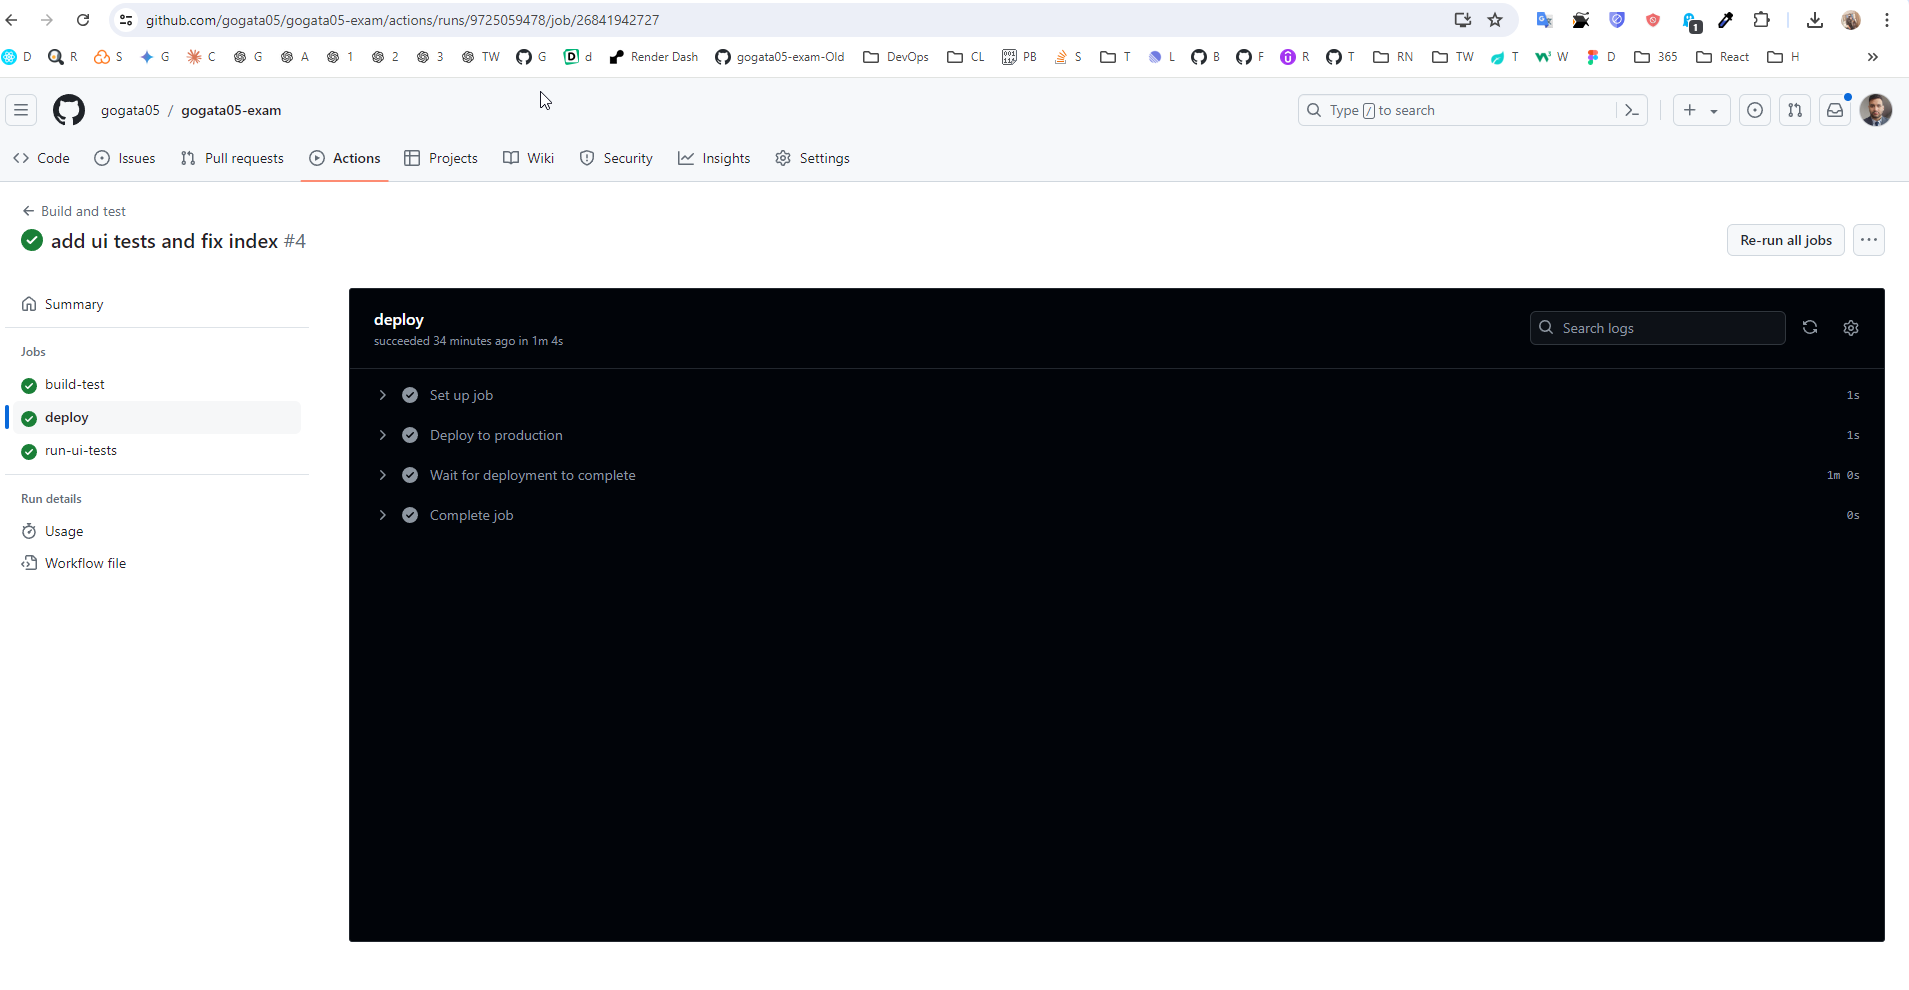 github.com/gogata05/gogata05-exam/actions/runs/9725059478/job/26841942727
1
D R S G C G A 1 2 3 TW G d Render Dash gogata05-exam-Old DevOps CL PB S T L B F R T RN TW T W D 365 React H »
gogata05 / gogata05-exam
Type / to search
Code Issues Pull requests Actions Projects Wiki Security Insights Settings
Build and test
add ui tests and fix index #4
Re-run all jobs
Summary
Jobs
build-test
deploy
run-ui-tests
Run details
Usage
Workflow file
deploy
succeeded 34 minutes ago in 1m 4s
Search logs
Set up job 1s
Deploy to production 1s
Wait for deployment to complete 1m 0s
Complete job 0s